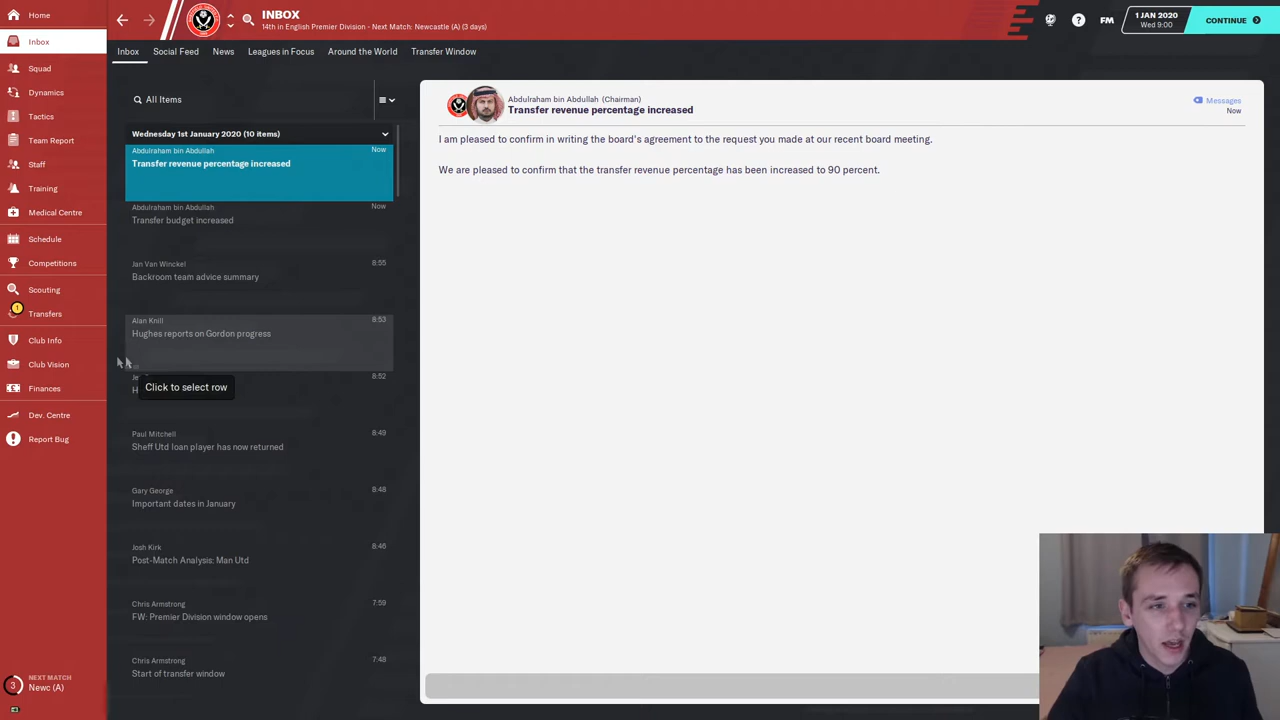 Home
INBOX
14th in English Premier Division - Next Match: Newcastle (A) (3 days)
FM
1 JAN 2020
Wed 9:00
CONTINUE
Inbox
Squad
Dynamics
Tactics
Team Report
Staff
Training
Medical Centre
Schedule
Competitions
Scouting
1
Transfers
Club Info
Club Vision
Finances
Dev. Centre
Report Bug
3
NEXT MATCH
Newc (A)
Inbox Social Feed News Leagues in Focus Around the World Transfer Window
All Items
Wednesday 1st January 2020 (10 items)
Abdulraham bin Abdullah Now
Transfer revenue percentage increased
Abdulraham bin Abdullah Now
Transfer budget increased
Jan Van Winckel 8:55
Backroom team advice summary
Alan Knill 8:53
Hughes reports on Gordon progress
8:52
Click to select row
Paul Mitchell 8:49
Sheff Utd loan player has now returned
Gary George 8:48
Important dates in January
Josh Kirk 8:46
Post-Match Analysis: Man Utd
Chris Armstrong 7:59
FW: Premier Division window opens
Chris Armstrong 7:48
Start of transfer window
Abdulraham bin Abdullah (Chairman)
Transfer revenue percentage increased
Messages
Now
I am pleased to confirm in writing the board's agreement to the request you made at our recent board meeting.
We are pleased to confirm that the transfer revenue percentage has been increased to 90 percent.